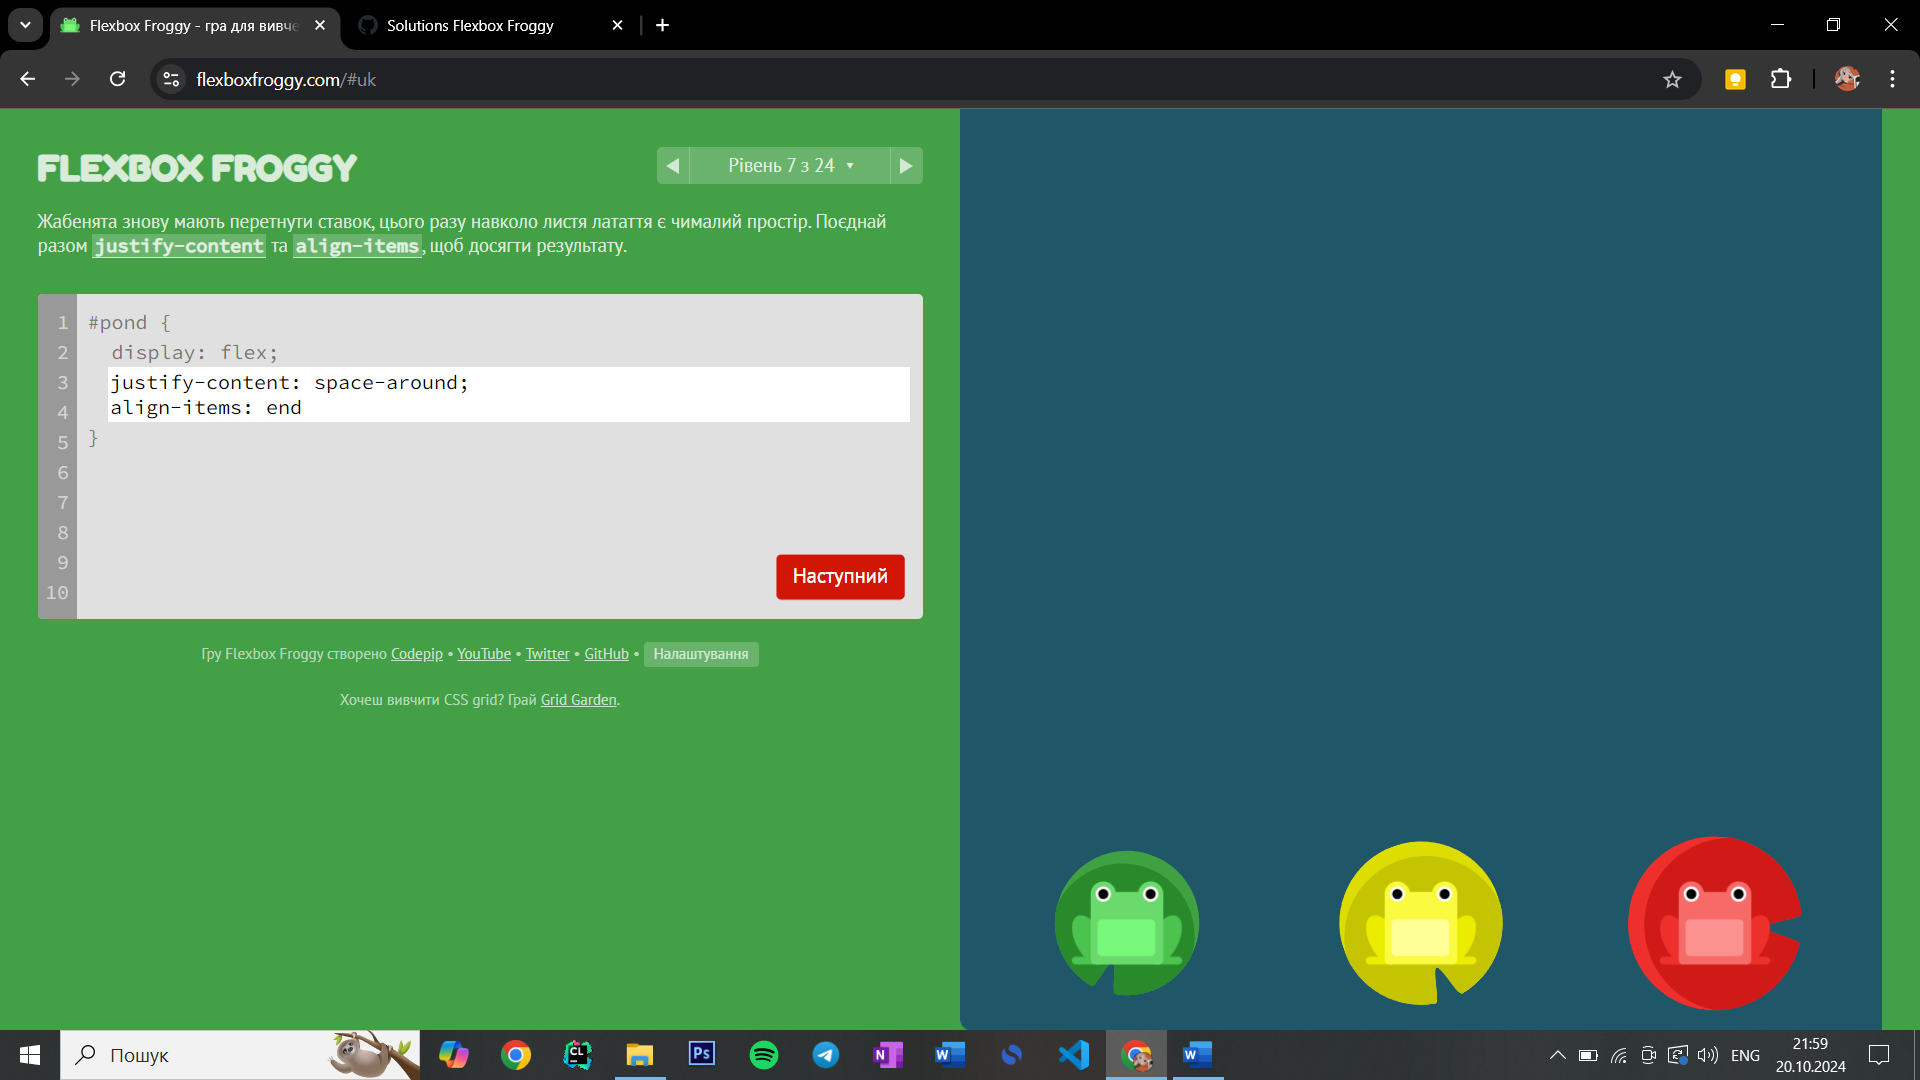 Flexbox Froggy - гра для вивче
Solutions Flexbox Froggy
flexboxfroggy.com/#uk
FLEXBOX FROGGY
Рівень 7 з 24
Жабенята знову мають перетнути ставок, цього разу навколо листя латаття є чималий простір. Поєднай
разом justify-content та align-items, щоб досягти результату.
1 #pond {
2 display: flex;
3 justify-content: space-around;
4 align-items: end
5 }
6
7
8
9
10
Наступний
Гру Flexbox Froggy створено Codepip • YouTube • Twitter • GitHub • Налаштування
Хочеш вивчити CSS grid? Грай Grid Garden.
Пошук
CL
Ps
N
W
W
ENG
21:59
20.10.2024